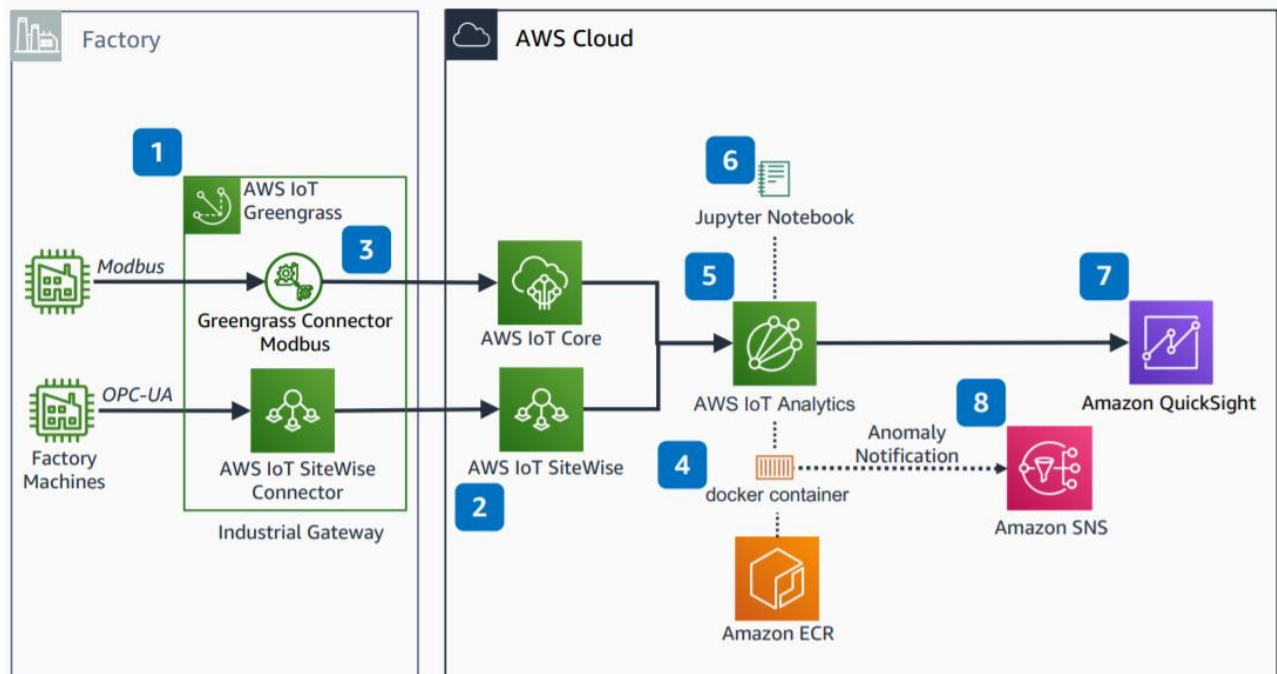 Factory
AWS Cloud
1
AWS IoT
Greengrass
3
Modbus
Greengrass Connector
Modbus
OPC-UA
Factory
Machines
AWS IoT SiteWise
Connector
Industrial Gateway
AWS IoT Core
AWS IoT SiteWise
2
6
Jupyter Notebook
5
AWS IoT Analytics
4
docker container
Amazon ECR
7
Amazon QuickSight
8
Anomaly
Notification
Amazon SNS